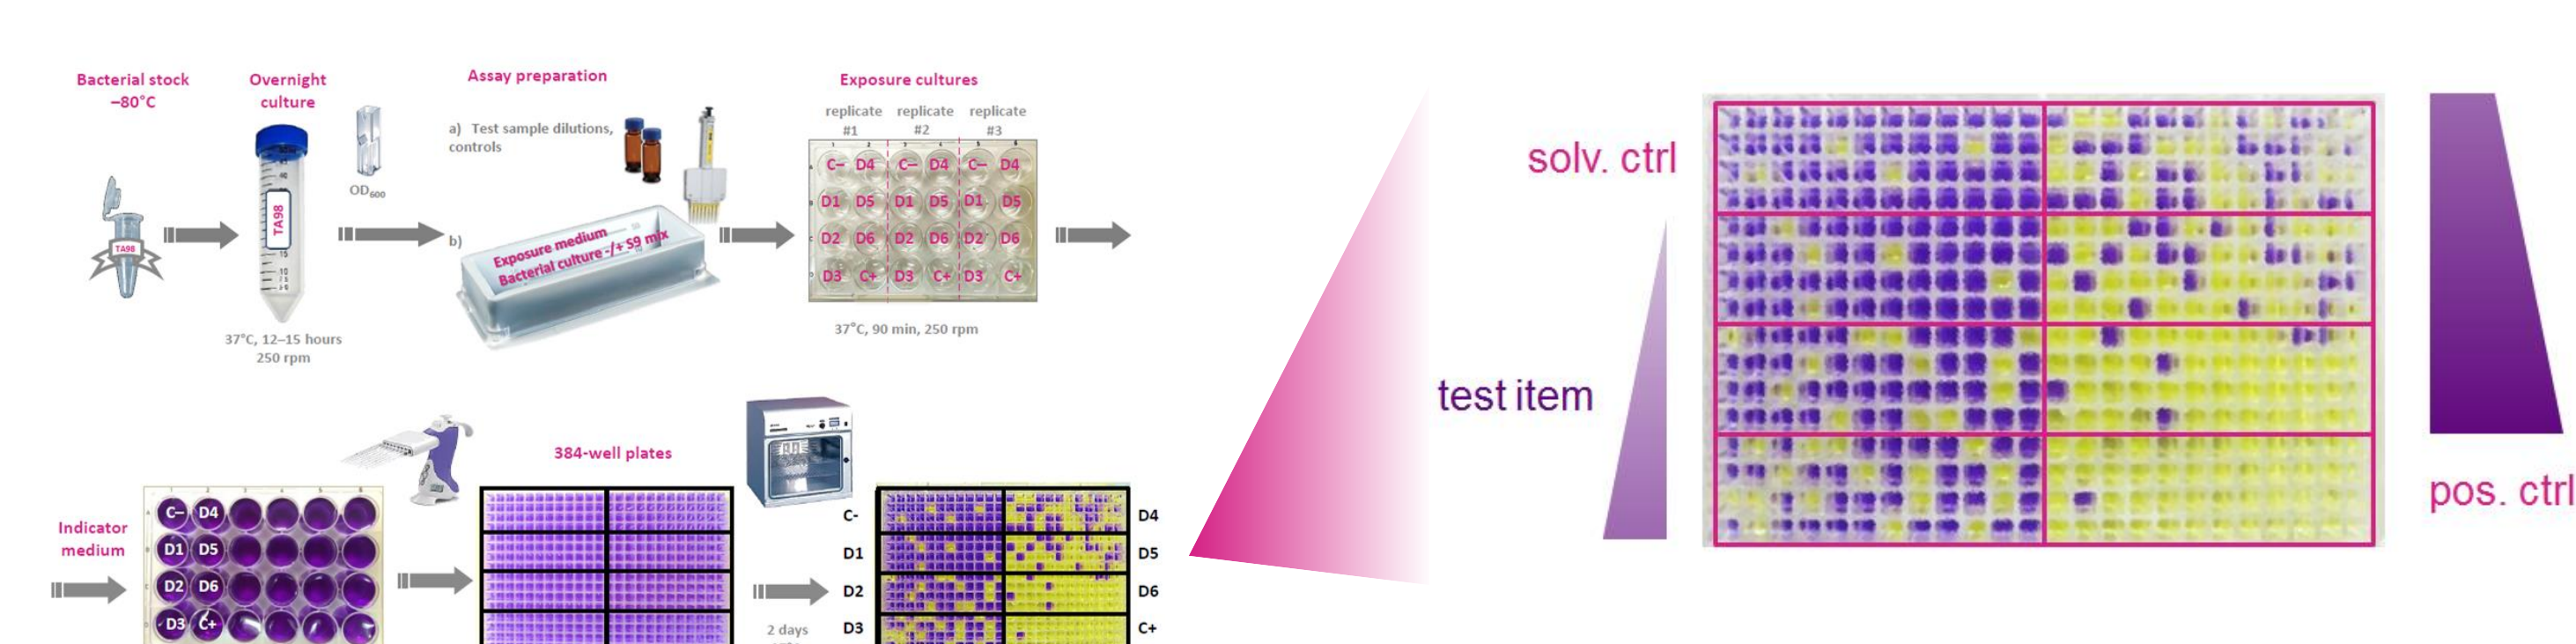 Bacterial stock
–80°C
TA98
Overnight
culture
TA98
37°C, 12–15 hours
250 rpm
OD600
Assay preparation
a) Test sample dilutions,
controls
b)
Exposure medium
Bacterial culture -/+ S9 mix
Exposure cultures
replicate replicate replicate
#1 #2 #3
C– D4 C– D4 C– D4
D1 D5 D1 D5 D1 D5
D2 D6 D2 D6 D2 D6
D3 C+ D3 C+ D3 C+
37°C, 90 min, 250 rpm
Indicator
medium
C– D4
D1 D5
D2 D6
D3 C+
384-well plates
2 days
C- D4
D1 D5
D2 D6
D3 C+
solv. ctrl
test item
pos. ctrl